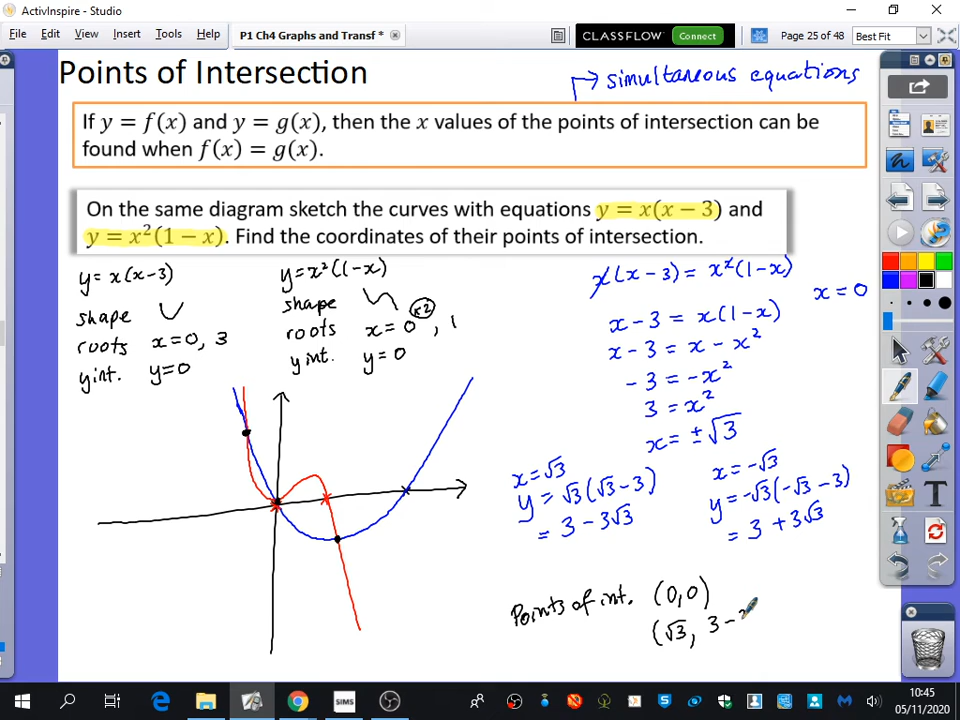 ActivInspire - Studio
File Edit View Insert Tools Help P1 Ch4 Graphs and Transf * CLASSFLOW Connect Page 25 of 48 Best Fit
Points of Intersection
simultaneous equations
If y = f(x) and y = g(x), then the x values of the points of intersection can be
found when f(x) = g(x).
On the same diagram sketch the curves with equations y = x(x − 3) and
y = x²(1 − x). Find the coordinates of their points of intersection.
y = x(x-3)
shape
roots x=0, 3
y int. y=0
y=x²(1-x)
shape
roots x=0 ×2, 1
y int. y=0
x(x-3) = x²(1-x)
x=0
x-3 = x(1-x)
x-3 = x-x²
-3 = -x²
3 = x²
x = ±√3
x=√3
y = √3(√3-3)
= 3-3√3
x=-√3
y=-√3(-√3-3)
= 3+3√3
Points of int. (0,0)
(√3, 3-
T
SIMS
10:45
05/11/2020